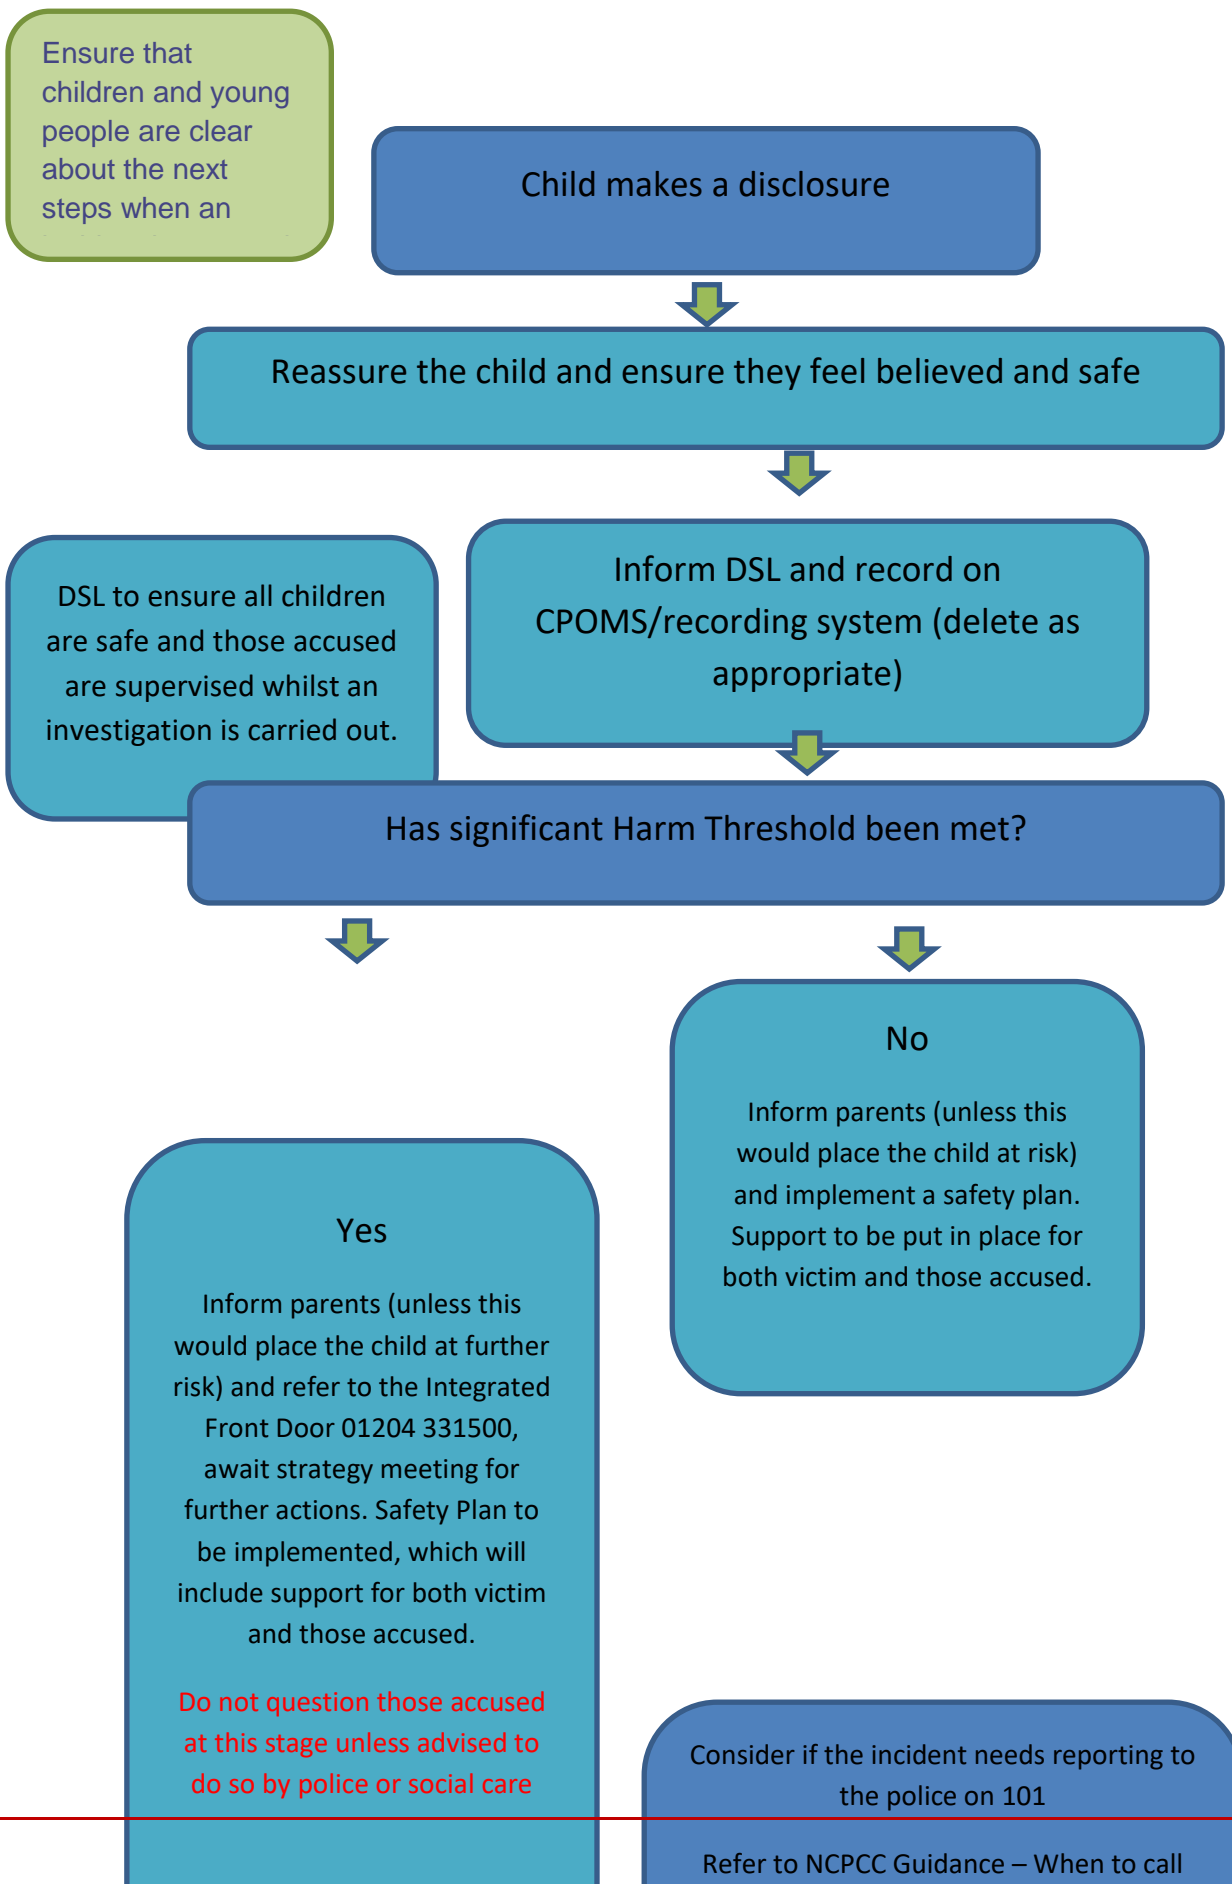 Ensure that
children and young
people are clear
about the next
steps when an
Child makes a disclosure
Reassure the child and ensure they feel believed and safe
DSL to ensure all children
are safe and those accused
are supervised whilst an
investigation is carried out.
Inform DSL and record on
CPOMS/recording system (delete as
appropriate)
Has significant Harm Threshold been met?
No
Inform parents (unless this
would place the child at risk)
and implement a safety plan.
Support to be put in place for
both victim and those accused.
Yes
Inform parents (unless this
would place the child at further
risk) and refer to the Integrated
Front Door 01204 331500,
await strategy meeting for
further actions. Safety Plan to
be implemented, which will
include support for both victim
and those accused.
Do not question those accused
at this stage unless advised to
do so by police or social care
Consider if the incident needs reporting to
the police on 101
Refer to NCPCC Guidance – When to call